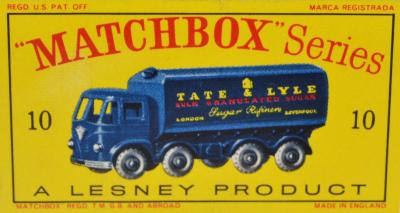 REGD. U.S. PAT. OFF. MARCA REGISTRADA
"MATCHBOX" Series
TATE & LYLE
BULK GRANULATED SUGAR
LONDON Sugar Refiners LIVERPOOL
10 10
A LESNEY PRODUCT
"MATCHBOX" REGD. T.M. G.B. AND ABROAD MADE IN ENGLAND